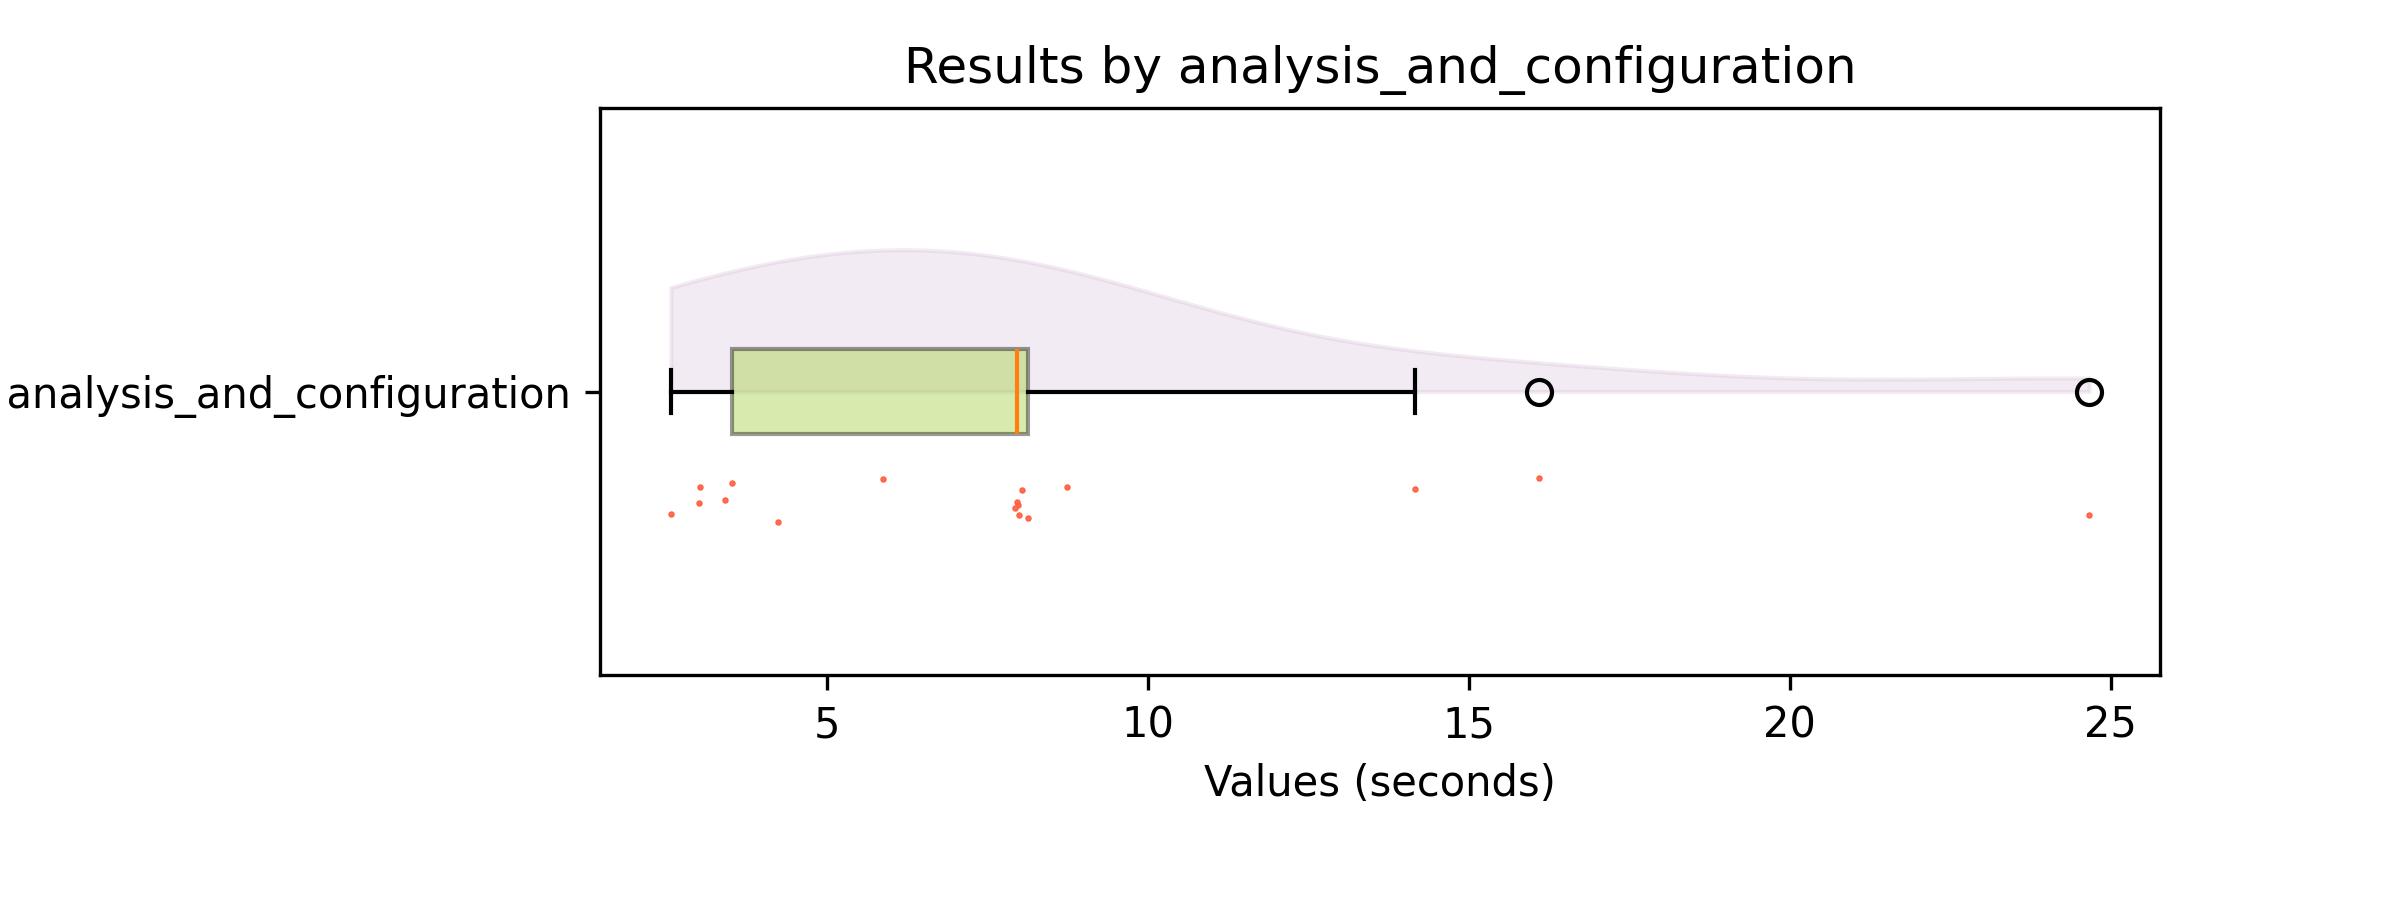 Results by analysis_and_configuration
analysis_and_configuration
5 10 15 20 25
Values (seconds)